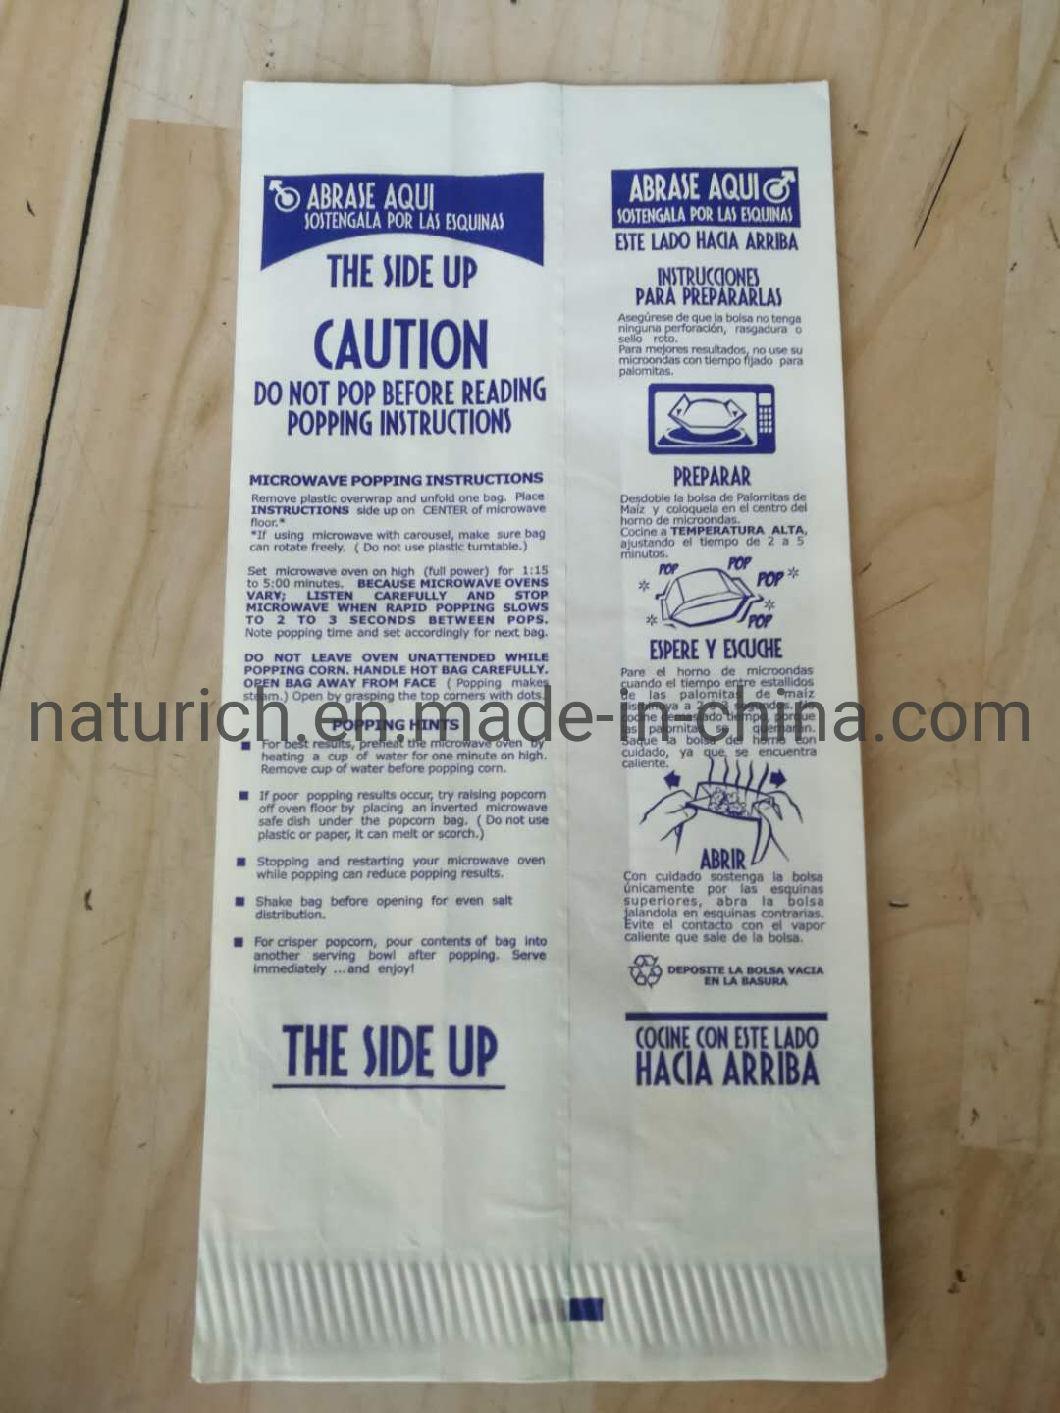 ABRASE AQUI
SOSTENGALA POR LAS ESQUINAS
THE SIDE UP
CAUTION
DO NOT POP BEFORE READING
POPPING INSTRUCTIONS
MICROWAVE POPPING INSTRUCTIONS
Remove plastic overwrap and unfold one bag. Place
INSTRUCTIONS side up on CENTER of microwave
floor.*
*If using microwave with carousel, make sure bag
can rotate freely. ( Do not use plastic turntable.)
Set microwave oven on high (full power) for 1:15
to 5:00 minutes. BECAUSE MICROWAVE OVENS
VARY; LISTEN CAREFULLY AND STOP
MICROWAVE WHEN RAPID POPPING SLOWS
TO 2 TO 3 SECONDS BETWEEN POPS.
Note popping time and set accordingly for next bag.
DO NOT LEAVE OVEN UNATTENDED WHILE
POPPING CORN. HANDLE HOT BAG CAREFULLY.
OPEN BAG AWAY FROM FACE ( Popping makes
steam.) Open by grasping the top corners with dots.
POPPING HINTS
For best results, preheat the microwave oven by
heating a cup of water for one minute on high.
Remove cup of water before popping corn.
If poor popping results occur, try raising popcorn
off oven floor by placing an inverted microwave
safe dish under the popcorn bag. ( Do not use
plastic or paper, it can melt or scorch.)
Stopping and restarting your microwave oven
while popping can reduce popping results.
Shake bag before opening for even salt
distribution.
For crisper popcorn, pour contents of bag into
another serving bowl after popping. Serve
immediately ...and enjoy!
THE SIDE UP
ABRASE AQUI
SOSTENGALA POR LAS ESQUINAS
ESTE LADO HACIA ARRIBA
INSTRUCCIONES
PARA PREPARARLAS
Asegúrese de que la bolsa no tenga
ninguna perforación, rasgadura o
sello roto.
Para mejores resultados, no use su
microondas con tiempo fijado para
palomitas.
PREPARAR
Desdoble la bolsa de Palomitas de
Maíz y coloquela en el centro del
horno de microondas.
Cocine a TEMPERATURA ALTA,
ajustando el tiempo de 2 a 5
minutos.
POP
POP
POP
POP
ESPERE Y ESCUCHE
Pare el horno de microondas
cuando el tiempo entre estallidos
de las palomitas de maiz
disminuya a 2 o 3 segundos.
cocine demasiado tiempo, porque
las palomitas se quemarán.
Saque la bolsa del horno con
cuidado, ya que se encuentra
caliente.
ABRIR
Con cuidado sostenga la bolsa
únicamente por las esquinas
superiores, abra la bolsa
jalandola en esquinas contrarias.
Evite el contacto con el vapor
caliente que sale de la bolsa.
DEPOSITE LA BOLSA VACIA
EN LA BASURA
COCINE CON ESTE LADO
HACIA ARRIBA
naturich.en.made-in-china.com